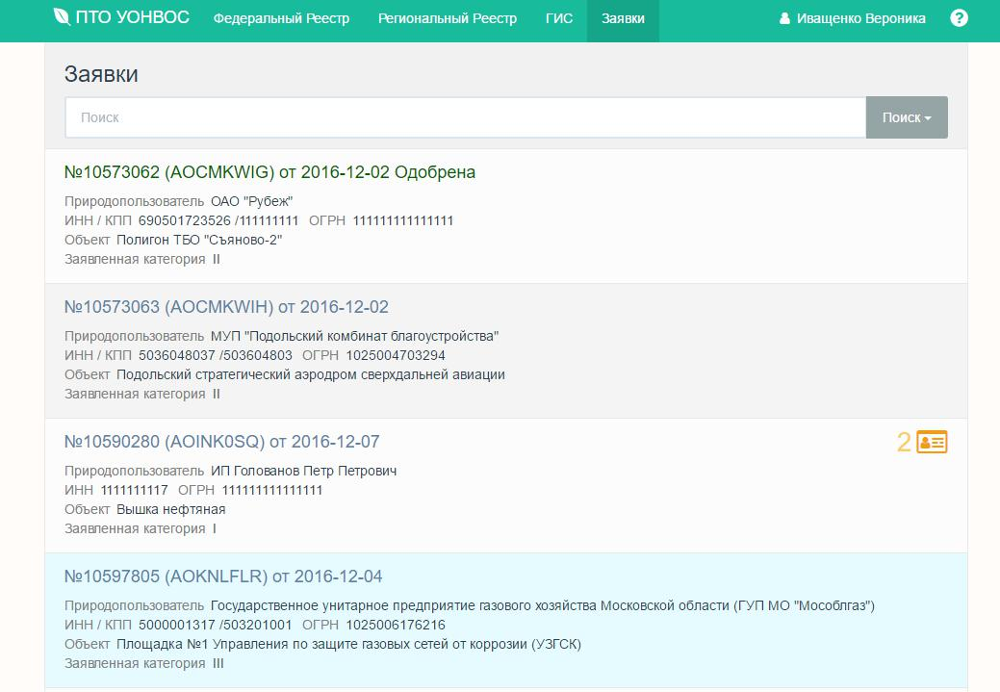 ПТО УОНВОС Федеральный Реестр Региональный Реестр ГИС Заявки Иващенко Вероника ?
Заявки
Поиск Поиск
№10573062 (AOCMKWIG) от 2016-12-02 Одобрена
Природопользователь ОАО "Рубеж"
ИНН / КПП 690501723526 /111111111 ОГРН 111111111111111
Объект Полигон ТБО "Съяново-2"
Заявленная категория II
№10573063 (AOCMKWIH) от 2016-12-02
Природопользователь МУП "Подольский комбинат благоустройства"
ИНН / КПП 5036048037 /503604803 ОГРН 1025004703294
Объект Подольский стратегический аэродром сверхдальней авиации
Заявленная категория II
№10590280 (AOINK0SQ) от 2016-12-07 2
Природопользователь ИП Голованов Петр Петрович
ИНН 1111111117 ОГРН 111111111111111
Объект Вышка нефтяная
Заявленная категория I
№10597805 (AOKNLFLR) от 2016-12-04
Природопользователь Государственное унитарное предприятие газового хозяйства Московской области (ГУП МО "Мособлгаз")
ИНН / КПП 5000001317 /503201001 ОГРН 1025006176216
Объект Площадка №1 Управления по защите газовых сетей от коррозии (УЗГСК)
Заявленная категория III